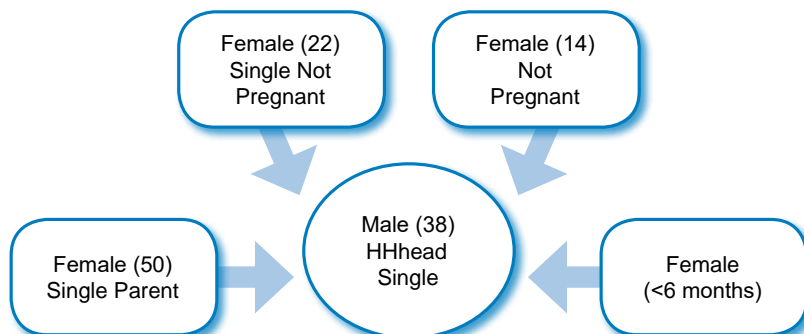 Female (22)
Single Not
Pregnant
Female (14)
Not
Pregnant
Male (38)
HHhead
Single
Female (50)
Single Parent
Female
(<6 months)